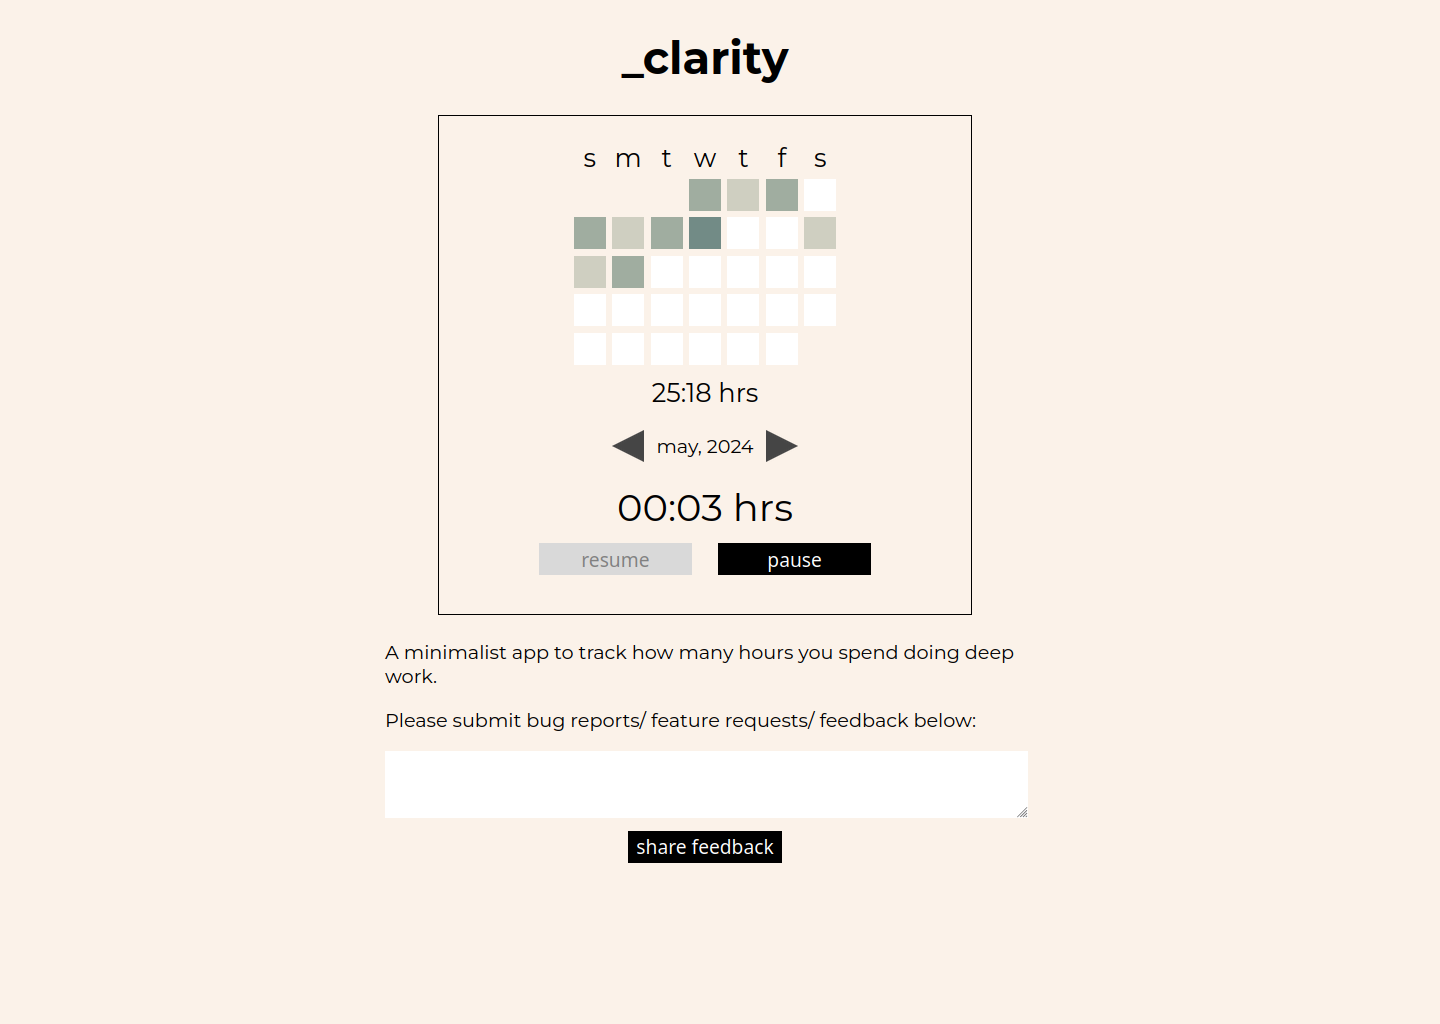 _clarity
s m t w t f s
25:18 hrs
may, 2024
00:03 hrs
resume pause
A minimalist app to track how many hours you spend doing deep
work.
Please submit bug reports/ feature requests/ feedback below:
share feedback